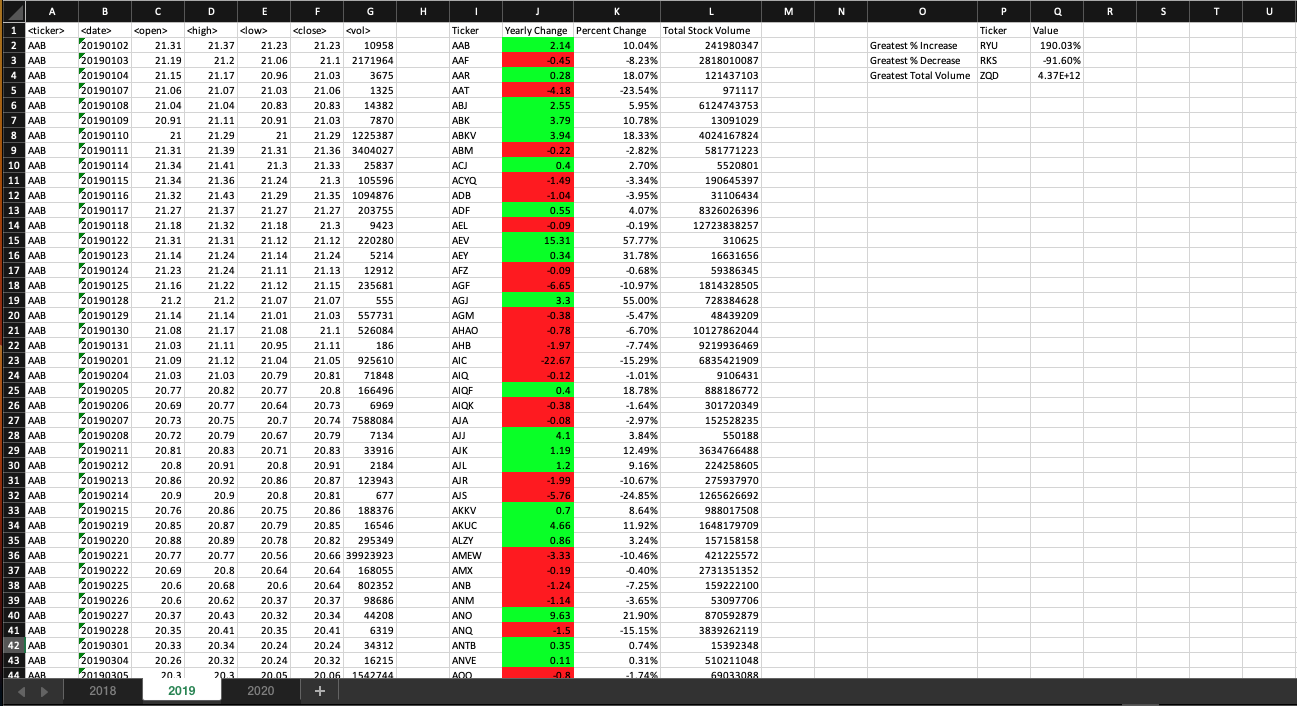 A B C D E F G H I J K L M N O P Q R S T U
1 <ticker> <date> <open> <high> <low> <close> <vol> Ticker Yearly Change Percent Change Total Stock Volume Ticker Value
2 AAB 20190102 21.31 21.37 21.23 21.23 10958 AAB 2.14 10.04% 241980347 Greatest % Increase RYU 190.03%
3 AAB 20190103 21.19 21.2 21.06 21.1 2171964 AAF -0.45 -8.23% 2818010087 Greatest % Decrease RKS -91.60%
4 AAB 20190104 21.15 21.17 20.96 21.03 3675 AAR 0.28 18.07% 121437103 Greatest Total Volume ZQD 4.37E+12
5 AAB 20190107 21.06 21.07 21.03 21.06 1325 AAT -4.18 -23.54% 971117
6 AAB 20190108 21.04 21.04 20.83 20.83 14382 ABJ 2.55 5.95% 6124743753
7 AAB 20190109 20.91 21.11 20.91 21.03 7870 ABK 3.79 10.78% 13091029
8 AAB 20190110 21 21.29 21 21.29 1225387 ABKV 3.94 18.33% 4024167824
9 AAB 20190111 21.31 21.39 21.31 21.36 3404027 ABM -0.22 -2.82% 581771223
10 AAB 20190114 21.34 21.41 21.3 21.33 25837 ACJ 0.4 2.70% 5520801
11 AAB 20190115 21.34 21.36 21.24 21.3 105596 ACYQ -1.49 -3.34% 190645397
12 AAB 20190116 21.32 21.43 21.29 21.35 1094876 ADB -1.04 -3.95% 31106434
13 AAB 20190117 21.27 21.37 21.27 21.27 203755 ADF 0.55 4.07% 8326026396
14 AAB 20190118 21.18 21.32 21.18 21.3 9423 AEL -0.09 -0.19% 12723838257
15 AAB 20190122 21.31 21.31 21.12 21.12 220280 AEV 15.31 57.77% 310625
16 AAB 20190123 21.14 21.24 21.14 21.24 5214 AEY 0.34 31.78% 16631656
17 AAB 20190124 21.23 21.24 21.11 21.13 12912 AFZ -0.09 -0.68% 59386345
18 AAB 20190125 21.16 21.22 21.12 21.15 235681 AGF -6.65 -10.97% 1814328505
19 AAB 20190128 21.2 21.2 21.07 21.07 555 AGJ 3.3 55.00% 728384628
20 AAB 20190129 21.14 21.14 21.01 21.03 557731 AGM -0.38 -5.47% 48439209
21 AAB 20190130 21.08 21.17 21.08 21.1 526084 AHAO -0.78 -6.70% 10127862044
22 AAB 20190131 21.03 21.11 20.95 21.11 186 AHB -1.97 -7.74% 9219936469
23 AAB 20190201 21.09 21.12 21.04 21.05 925610 AIC -22.67 -15.29% 6835421909
24 AAB 20190204 21.03 21.03 20.79 20.81 71848 AIQ -0.12 -1.01% 9106431
25 AAB 20190205 20.77 20.82 20.77 20.8 166496 AIQF 0.4 18.78% 888186772
26 AAB 20190206 20.69 20.77 20.64 20.73 6969 AIQK -0.38 -1.64% 301720349
27 AAB 20190207 20.73 20.75 20.7 20.74 7588084 AJA -0.08 -2.97% 152528235
28 AAB 20190208 20.72 20.79 20.67 20.79 7134 AJJ 4.1 3.84% 550188
29 AAB 20190211 20.81 20.83 20.71 20.83 33916 AJK 1.19 12.49% 3634766488
30 AAB 20190212 20.8 20.91 20.8 20.91 2184 AJL 1.2 9.16% 224258605
31 AAB 20190213 20.86 20.92 20.86 20.87 123943 AJR -1.99 -10.67% 275937970
32 AAB 20190214 20.9 20.9 20.8 20.81 677 AJS -5.76 -24.85% 1265626692
33 AAB 20190215 20.76 20.86 20.75 20.86 188376 AKKV 0.7 8.64% 988017508
34 AAB 20190219 20.85 20.87 20.79 20.85 16546 AKUC 4.66 11.92% 1648179709
35 AAB 20190220 20.88 20.89 20.78 20.82 295349 ALZY 0.86 3.24% 157158158
36 AAB 20190221 20.77 20.77 20.56 20.66 39923923 AMEW -3.33 -10.46% 421225572
37 AAB 20190222 20.69 20.8 20.64 20.64 168055 AMX -0.19 -0.40% 2731351352
38 AAB 20190225 20.6 20.68 20.6 20.64 802352 ANB -1.24 -7.25% 159222100
39 AAB 20190226 20.6 20.62 20.37 20.37 98686 ANM -1.14 -3.65% 53097706
40 AAB 20190227 20.37 20.43 20.32 20.34 44208 ANO 9.63 21.90% 870592879
41 AAB 20190228 20.35 20.41 20.35 20.41 6319 ANQ -1.5 -15.15% 3839262119
42 AAB 20190301 20.33 20.34 20.24 20.24 34312 ANTB 0.35 0.74% 15392348
43 AAB 20190304 20.26 20.32 20.24 20.32 16215 ANVE 0.11 0.31% 510211048
44 AAB 20190305 20.3 20.3 20.05 20.06 1542744 AOO -0.8 -1.74% 69033088
2018 2019 2020 +